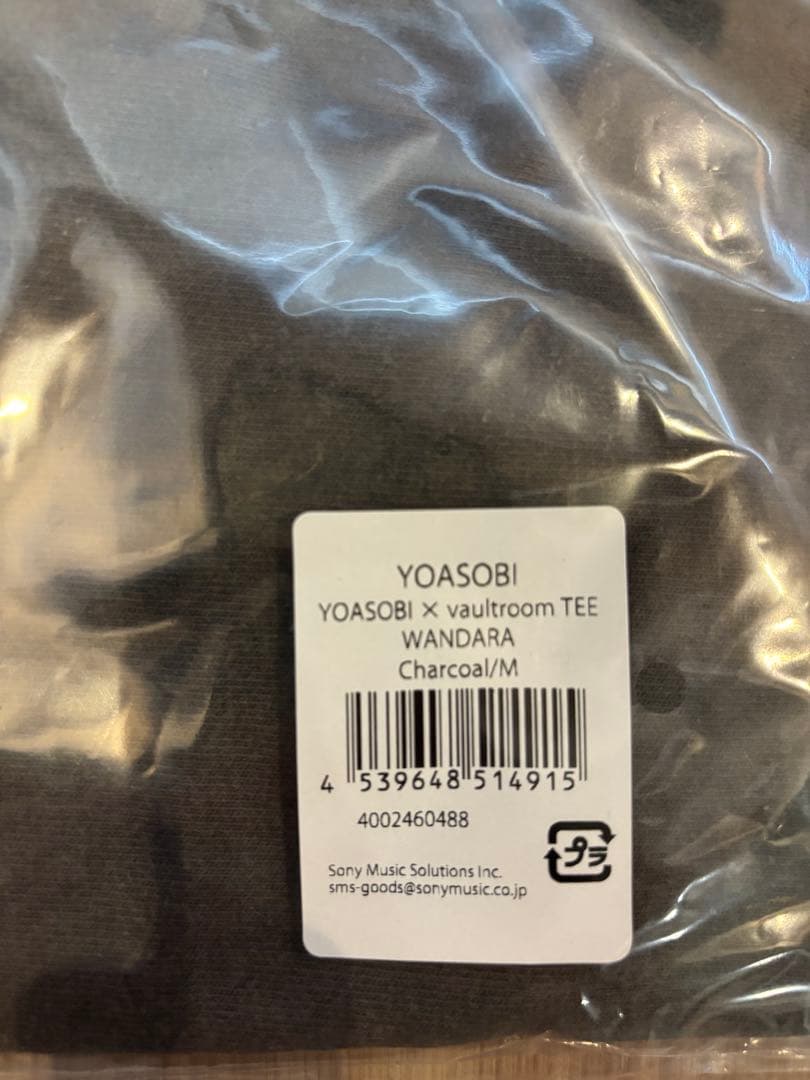 YOASOBI
YOASOBI × vaultroom TEE
WANDARA
Charcoal/M
4 539648 514915
4002460488
プラ
Sony Music Solutions Inc.
sms-goods@sonymusic.co.jp